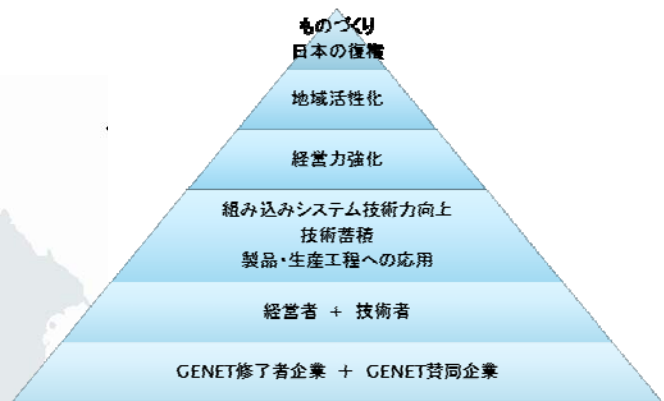 ものづくり
日本の復権
地域活性化
経営力強化
組み込みシステム技術力向上
技術蓄積
製品・生産工程への応用
経営者 + 技術者
GENET修了者企業 + GENET賛同企業